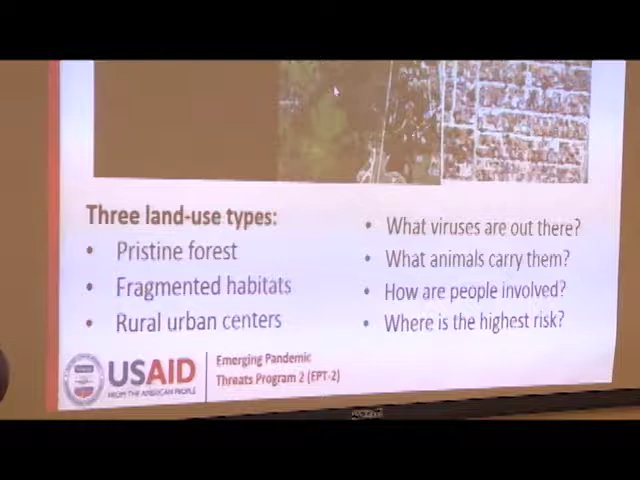 Three land-use types:
• Pristine forest
• Fragmented habitats
• Rural urban centers
• What viruses are out there?
• What animals carry them?
• How are people involved?
• Where is the highest risk?
USAID
FROM THE AMERICAN PEOPLE
Emerging Pandemic
Threats Program 2 (EPT-2)